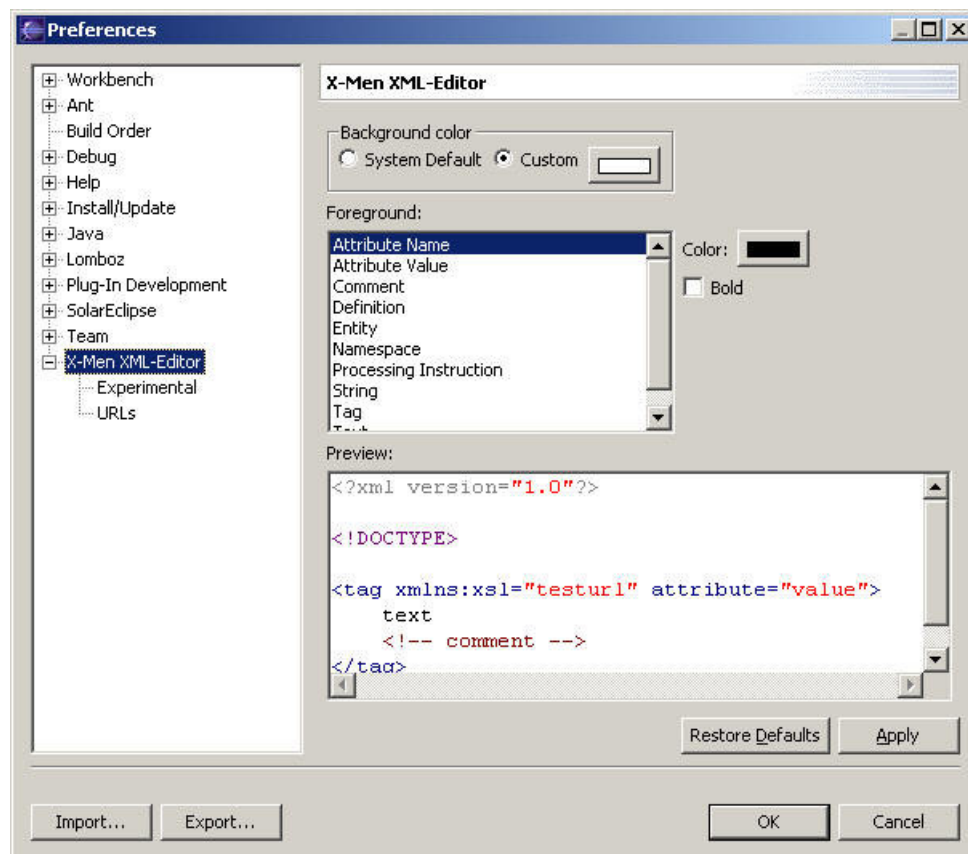 Preferences
Workbench
Ant
Build Order
Debug
Help
Install/Update
Java
Lomboz
Plug-In Development
SolarEclipse
Team
X-Men XML-Editor
Experimental
URLs
X-Men XML-Editor
Background color
System Default Custom
Foreground:
Attribute Name
Attribute Value
Comment
Definition
Entity
Namespace
Processing Instruction
String
Tag
Color:
Bold
Preview:
<?xml version="1.0"?>
<!DOCTYPE>
<tag xmlns:xsl="testurl" attribute="value">
text
<!-- comment -->
</tag>
Restore Defaults Apply
Import... Export... OK Cancel